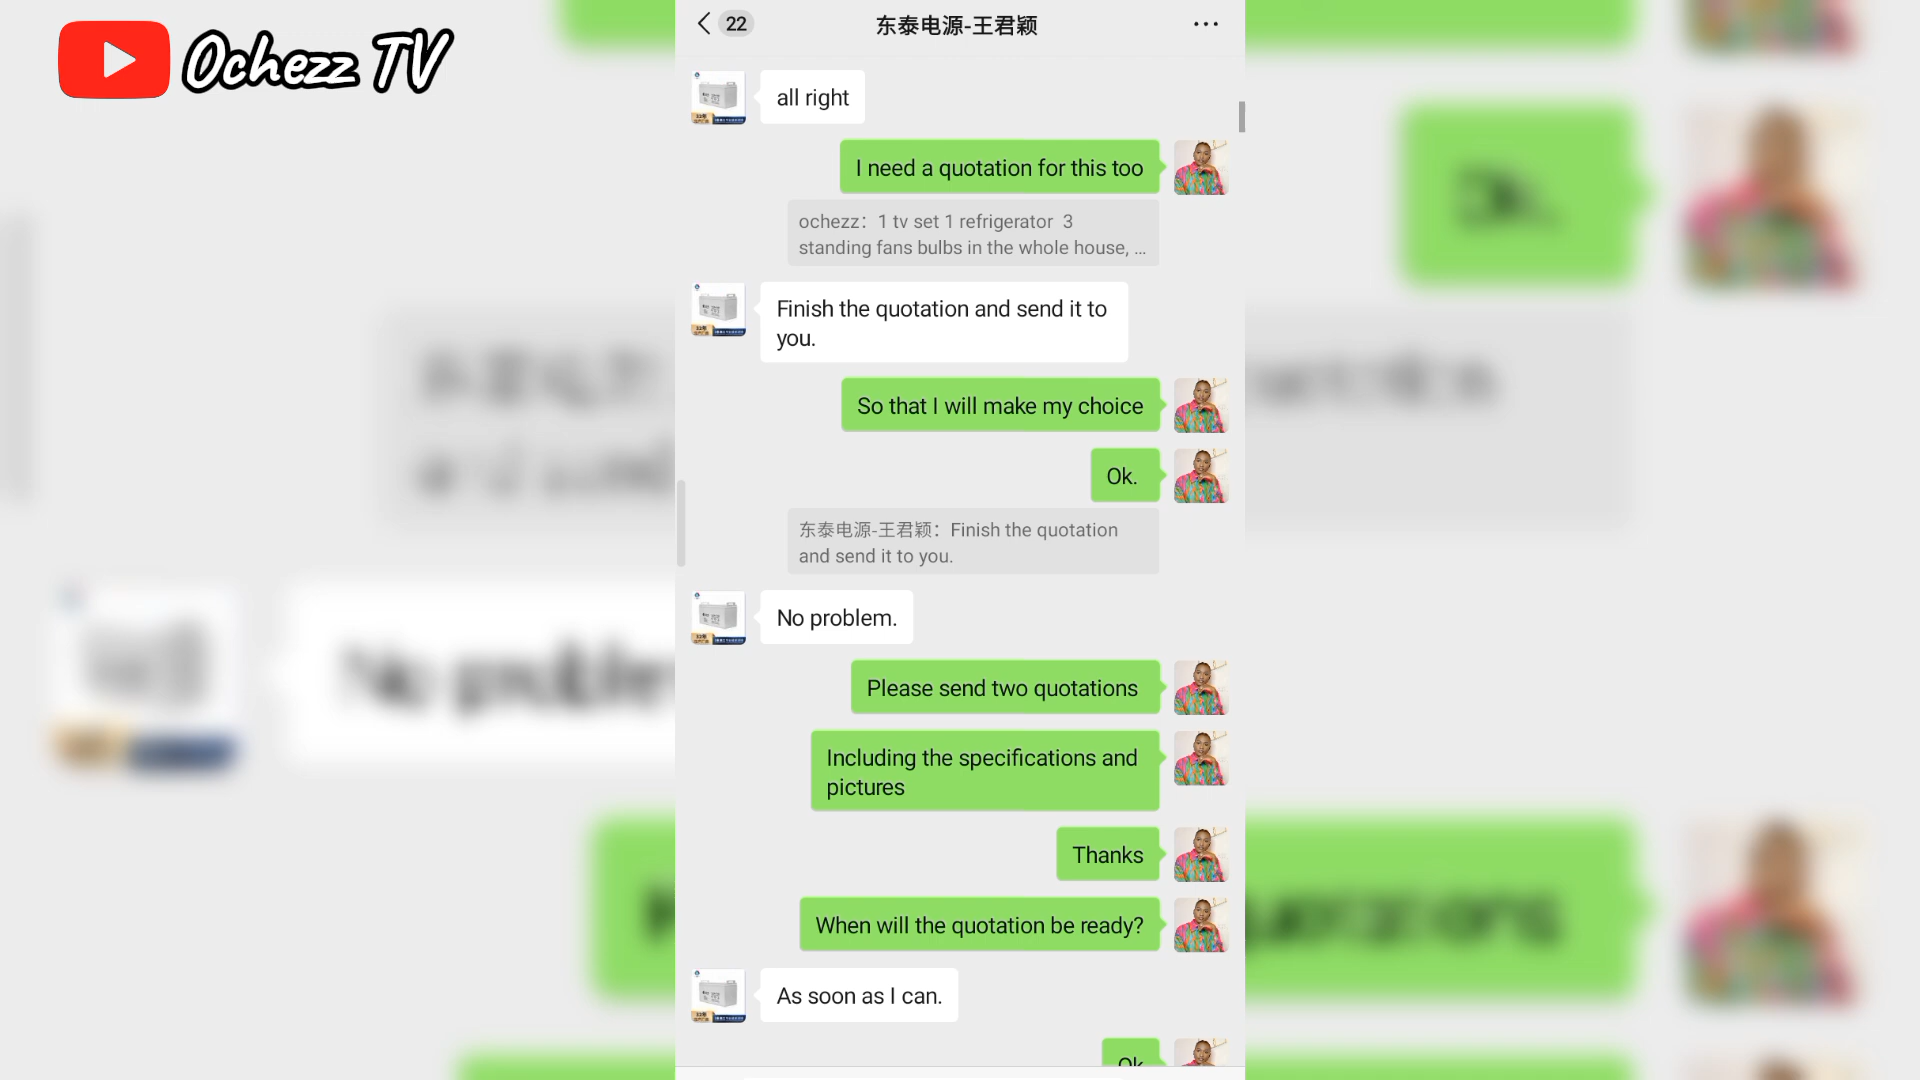 Ochezz TV
22
东泰电源-王君颖
all right
I need a quotation for this too
ochezz：1 tv set 1 refrigerator 3
standing fans bulbs in the whole house, ...
Finish the quotation and send it to
you.
So that I will make my choice
Ok.
东泰电源-王君颖：Finish the quotation
and send it to you.
No problem.
Please send two quotations
Including the specifications and
pictures
Thanks
When will the quotation be ready?
As soon as I can.
Ok